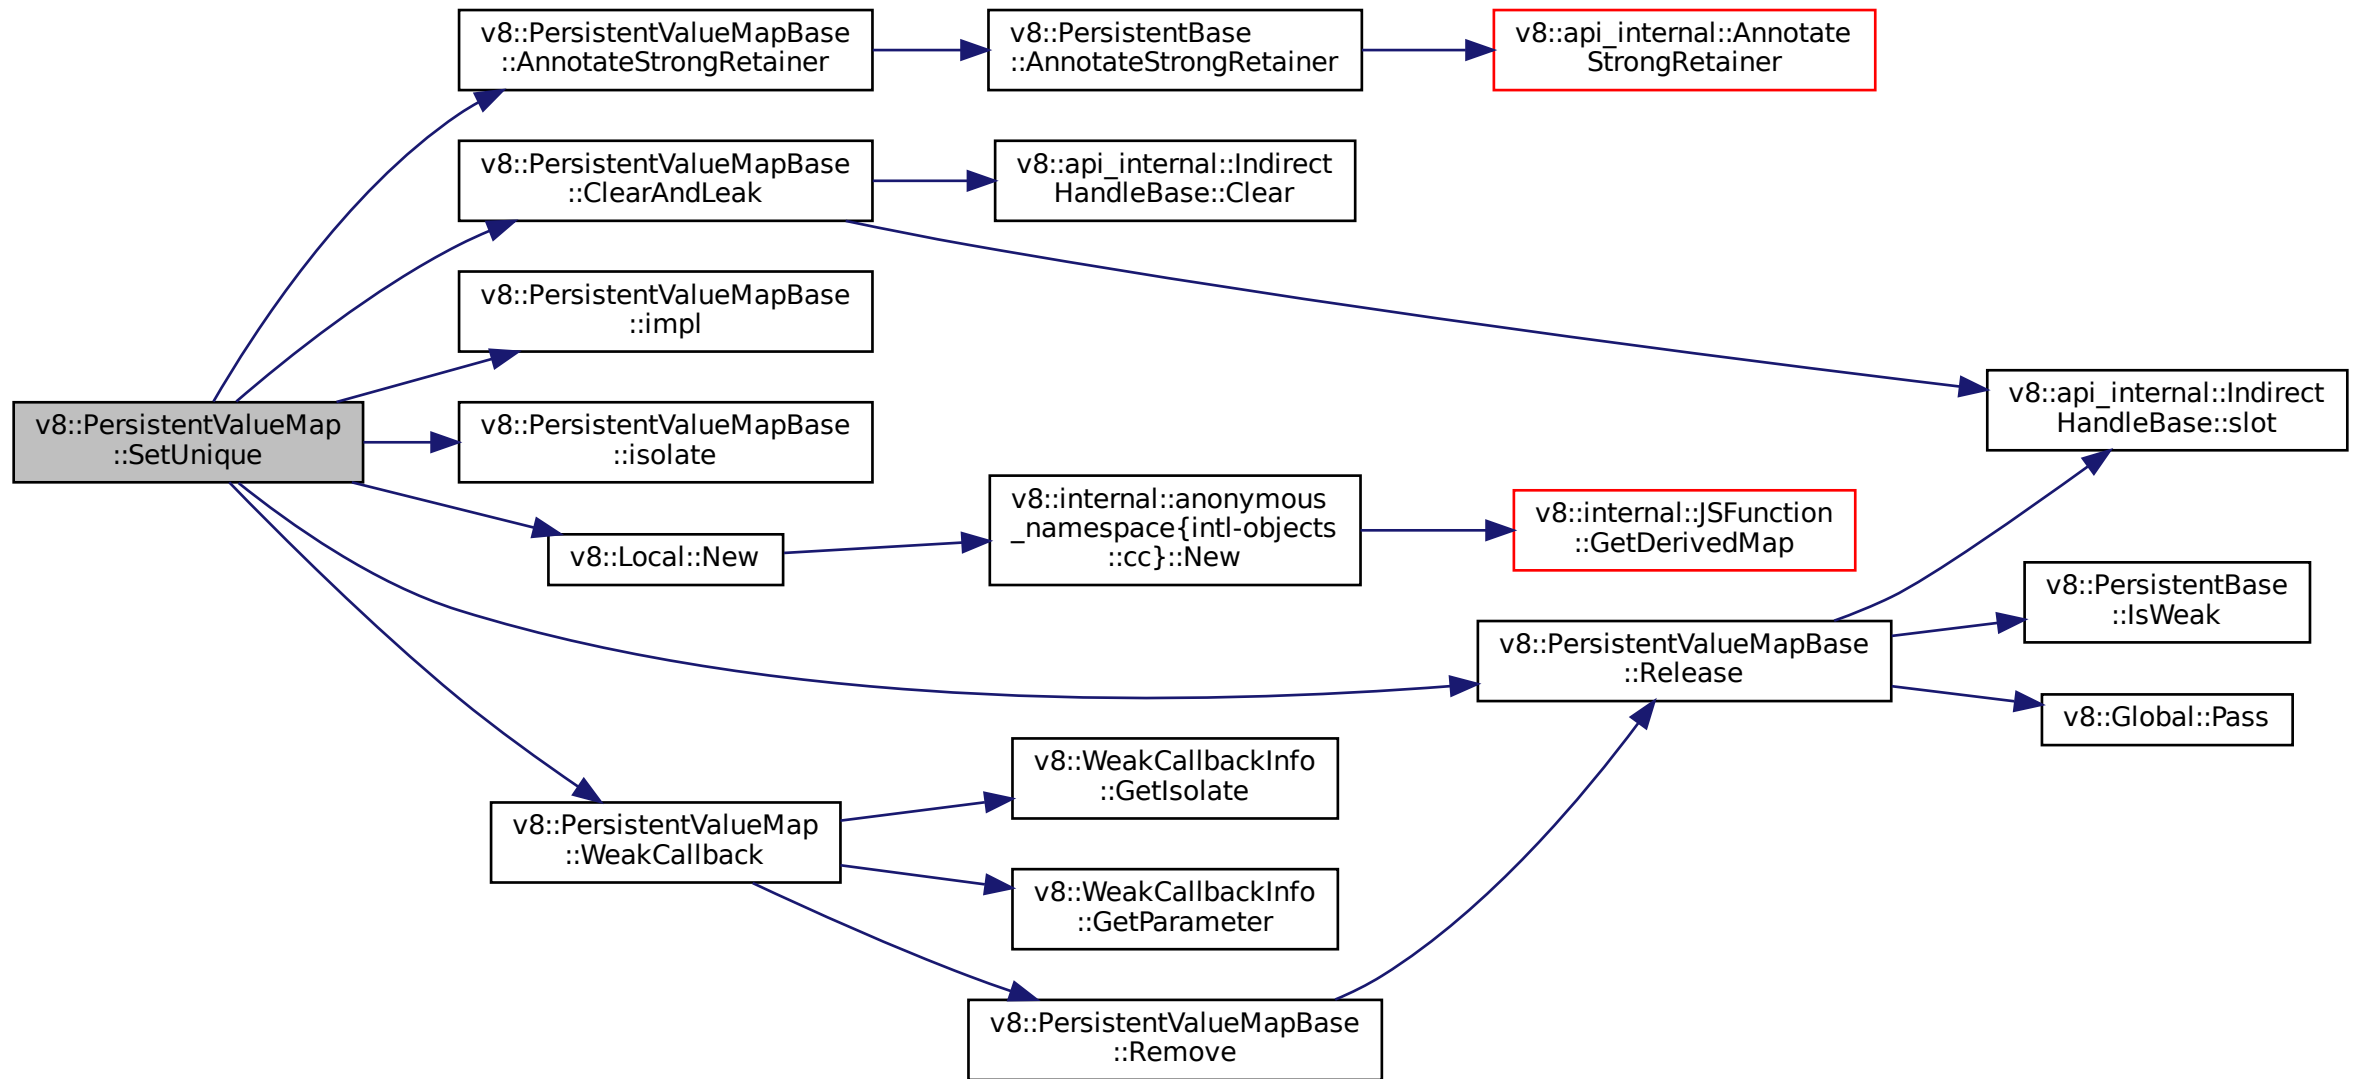 v8::PersistentValueMap
::SetUnique
v8::PersistentValueMapBase
::AnnotateStrongRetainer
v8::PersistentBase
::AnnotateStrongRetainer
v8::api_internal::Annotate
StrongRetainer
v8::PersistentValueMapBase
::ClearAndLeak
v8::api_internal::Indirect
HandleBase::Clear
v8::PersistentValueMapBase
::impl
v8::PersistentValueMapBase
::isolate
v8::api_internal::Indirect
HandleBase::slot
v8::Local::New
v8::internal::anonymous
_namespace{intl-objects
::cc}::New
v8::internal::JSFunction
::GetDerivedMap
v8::PersistentValueMapBase
::Release
v8::PersistentBase
::IsWeak
v8::Global::Pass
v8::PersistentValueMap
::WeakCallback
v8::WeakCallbackInfo
::GetIsolate
v8::WeakCallbackInfo
::GetParameter
v8::PersistentValueMapBase
::Remove